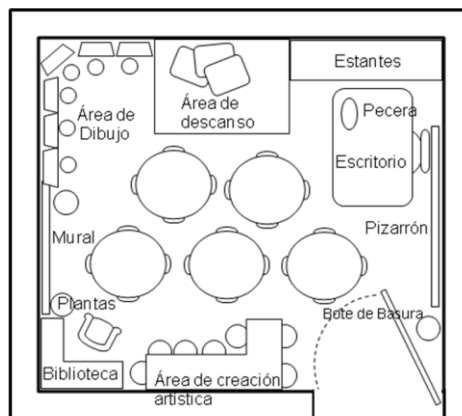 Estantes
Área de
descanso
Pecera
Área de
Dibujo
Escritorio
Mural
Pizarrón
Plantas
Bote de Basura
Biblioteca
Área de creación
artística